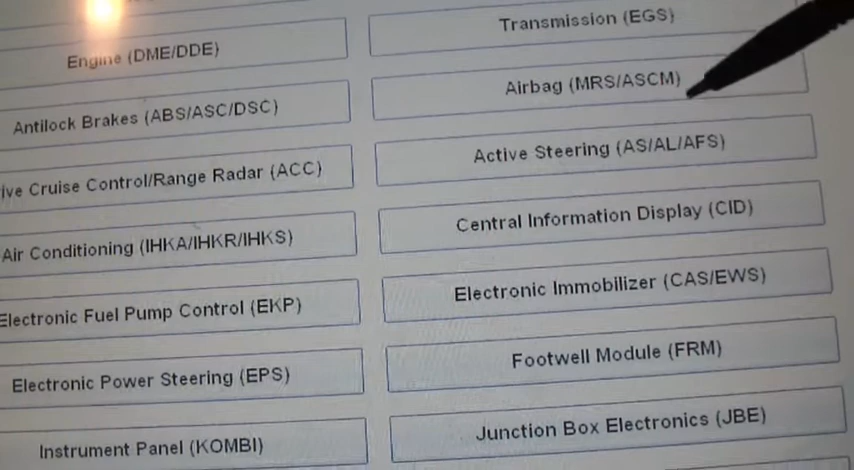 Engine (DME/DDE)
Transmission (EGS)
Antilock Brakes (ABS/ASC/DSC)
Airbag (MRS/ASCM)
ive Cruise Control/Range Radar (ACC)
Active Steering (AS/AL/AFS)
Air Conditioning (IHKA/IHKR/IHKS)
Central Information Display (CID)
Electronic Fuel Pump Control (EKP)
Electronic Immobilizer (CAS/EWS)
Electronic Power Steering (EPS)
Footwell Module (FRM)
Instrument Panel (KOMBI)
Junction Box Electronics (JBE)